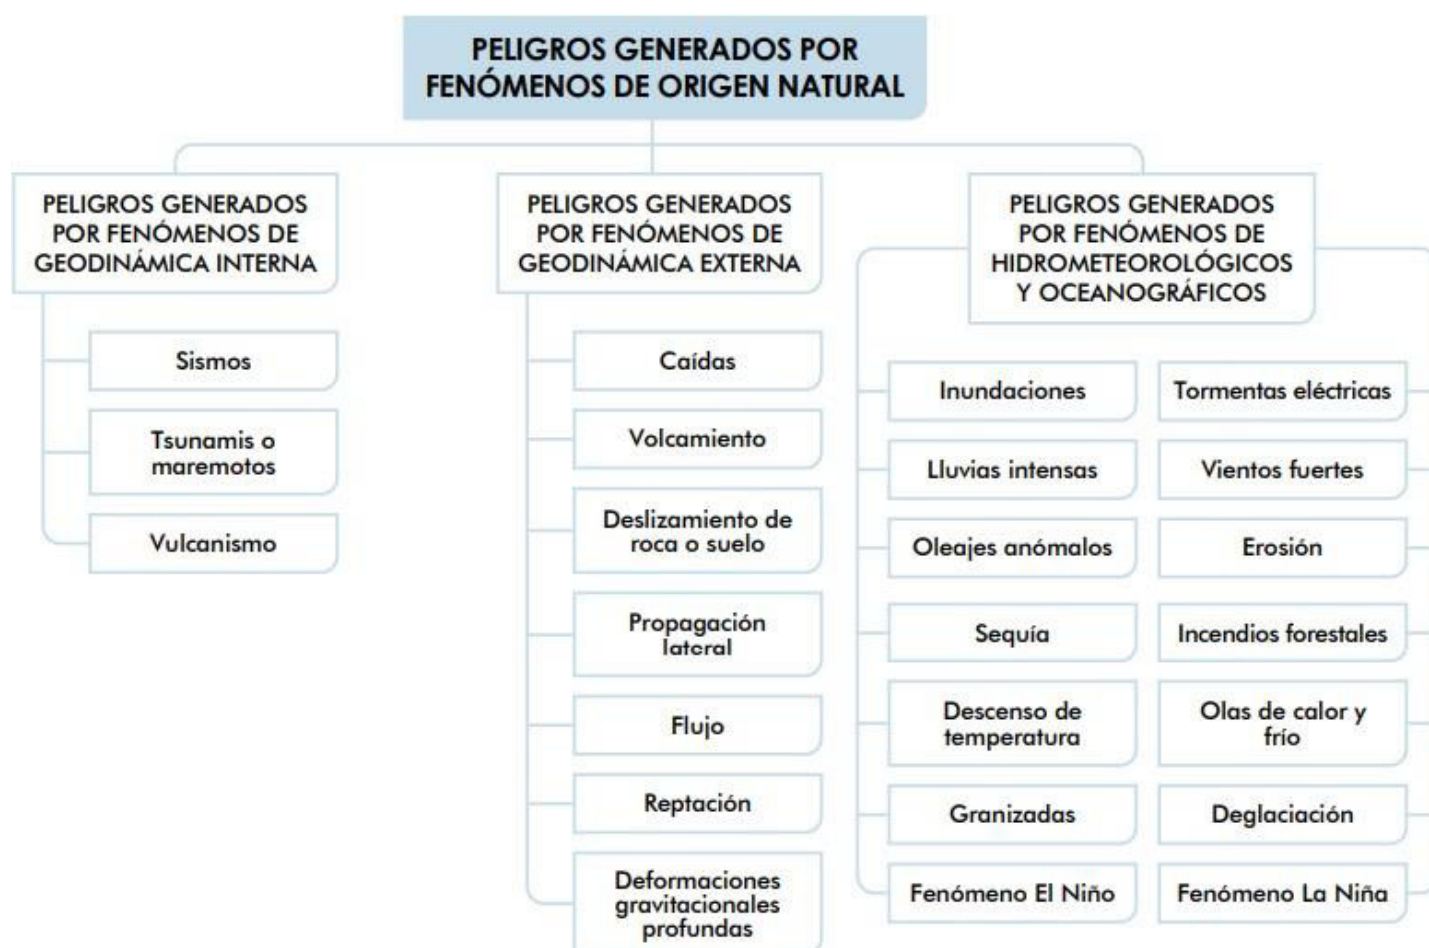 PELIGROS GENERADOS POR
FENÓMENOS DE ORIGEN NATURAL
PELIGROS GENERADOS
POR FENÓMENOS DE
GEODINÁMICA INTERNA
Sismos
Tsunamis o
maremotos
Vulcanismo
PELIGROS GENERADOS
POR FENÓMENOS DE
GEODINÁMICA EXTERNA
Caídas
Volcamiento
Deslizamiento de
roca o suelo
Propagación
lateral
Flujo
Reptación
Deformaciones
gravitacionales
profundas
PELIGROS GENERADOS
POR FENÓMENOS DE
HIDROMETEOROLÓGICOS
Y OCEANOGRÁFICOS
Inundaciones
Lluvias intensas
Oleajes anómalos
Sequía
Descenso de
temperatura
Granizadas
Fenómeno El Niño
Tormentas eléctricas
Vientos fuertes
Erosión
Incendios forestales
Olas de calor y
frío
Deglaciación
Fenómeno La Niña